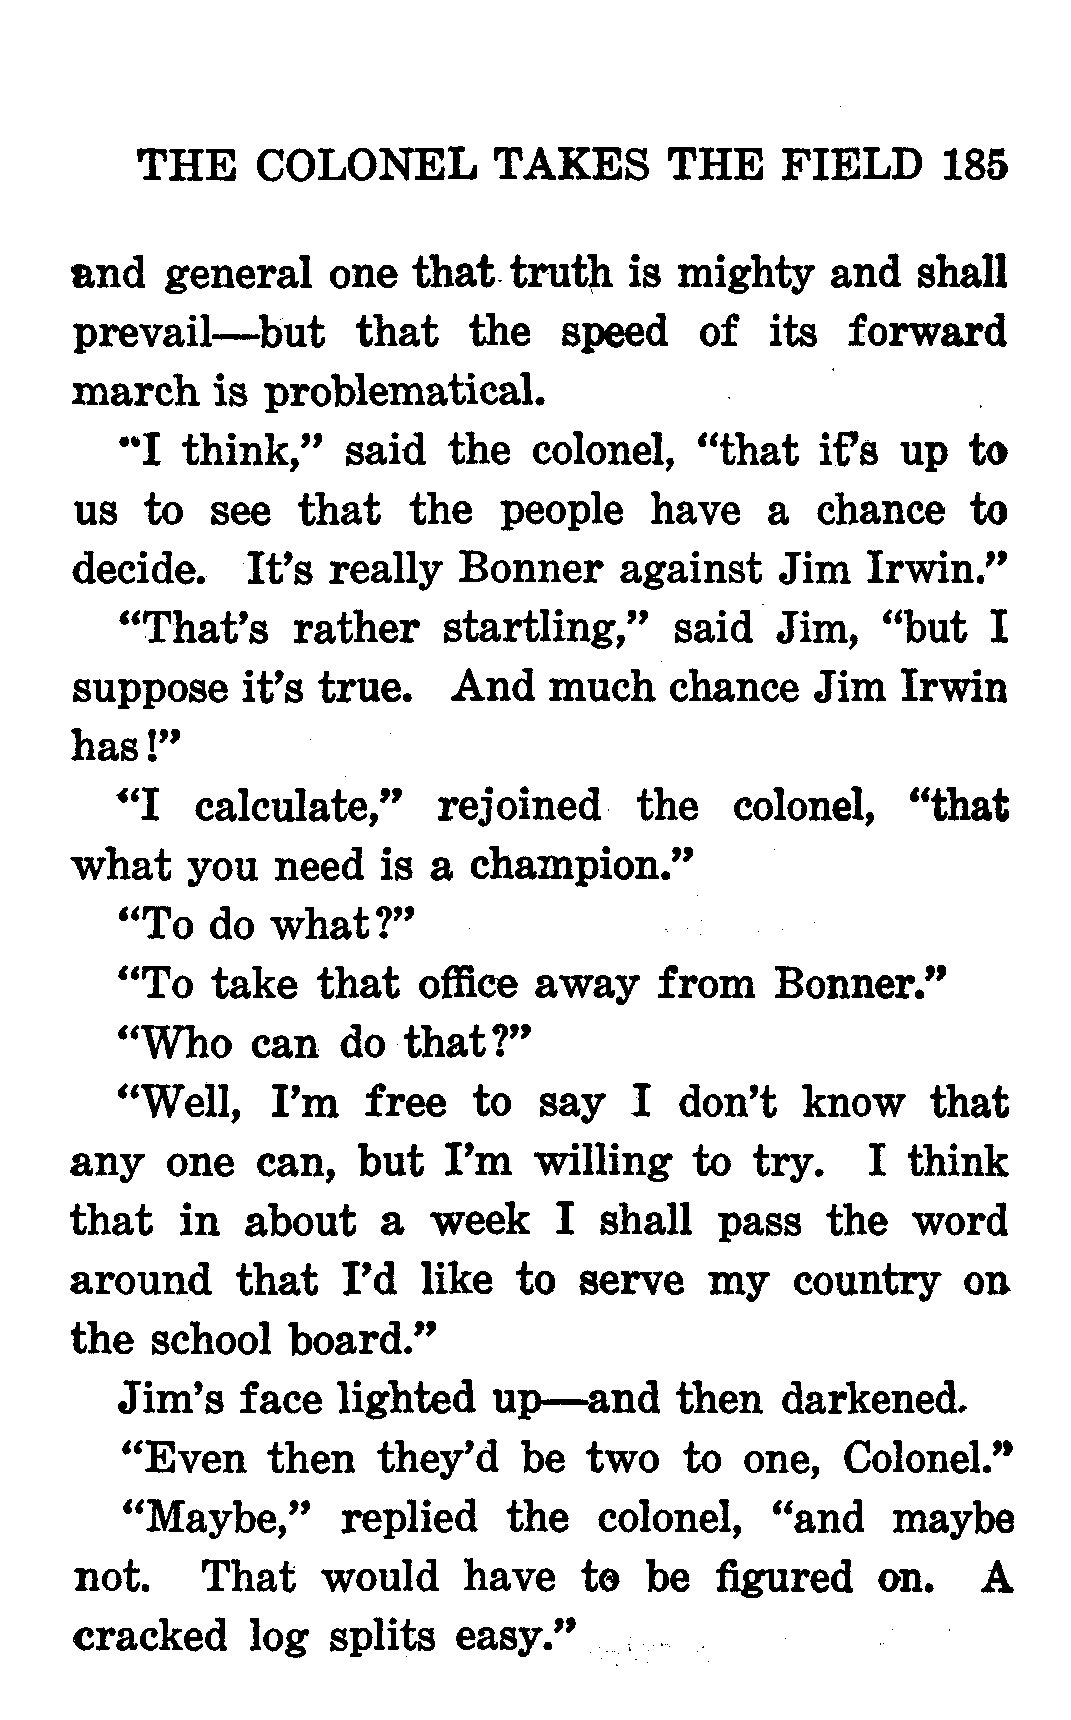 THE COLONEL TAKES THE FIELD 185
and general one that truth is mighty and shall
prevail—but that the speed of its forward
march is problematical.
“I think,” said the colonel, “that it’s up to
us to see that the people have a chance to
decide. It’s really Bonner against Jim Irwin.”
“That’s rather startling,” said Jim, “but I
suppose it’s true. And much chance Jim Irwin
has!”
“I calculate,” rejoined the colonel, “that
what you need is a champion.”
“To do what?”
“To take that office away from Bonner.”
“Who can do that?”
“Well, I’m free to say I don’t know that
any one can, but I’m willing to try. I think
that in about a week I shall pass the word
around that I’d like to serve my country on
the school board.”
Jim’s face lighted up—and then darkened.
“Even then they’d be two to one, Colonel.”
“Maybe,” replied the colonel, “and maybe
not. That would have to be figured on. A
cracked log splits easy.”